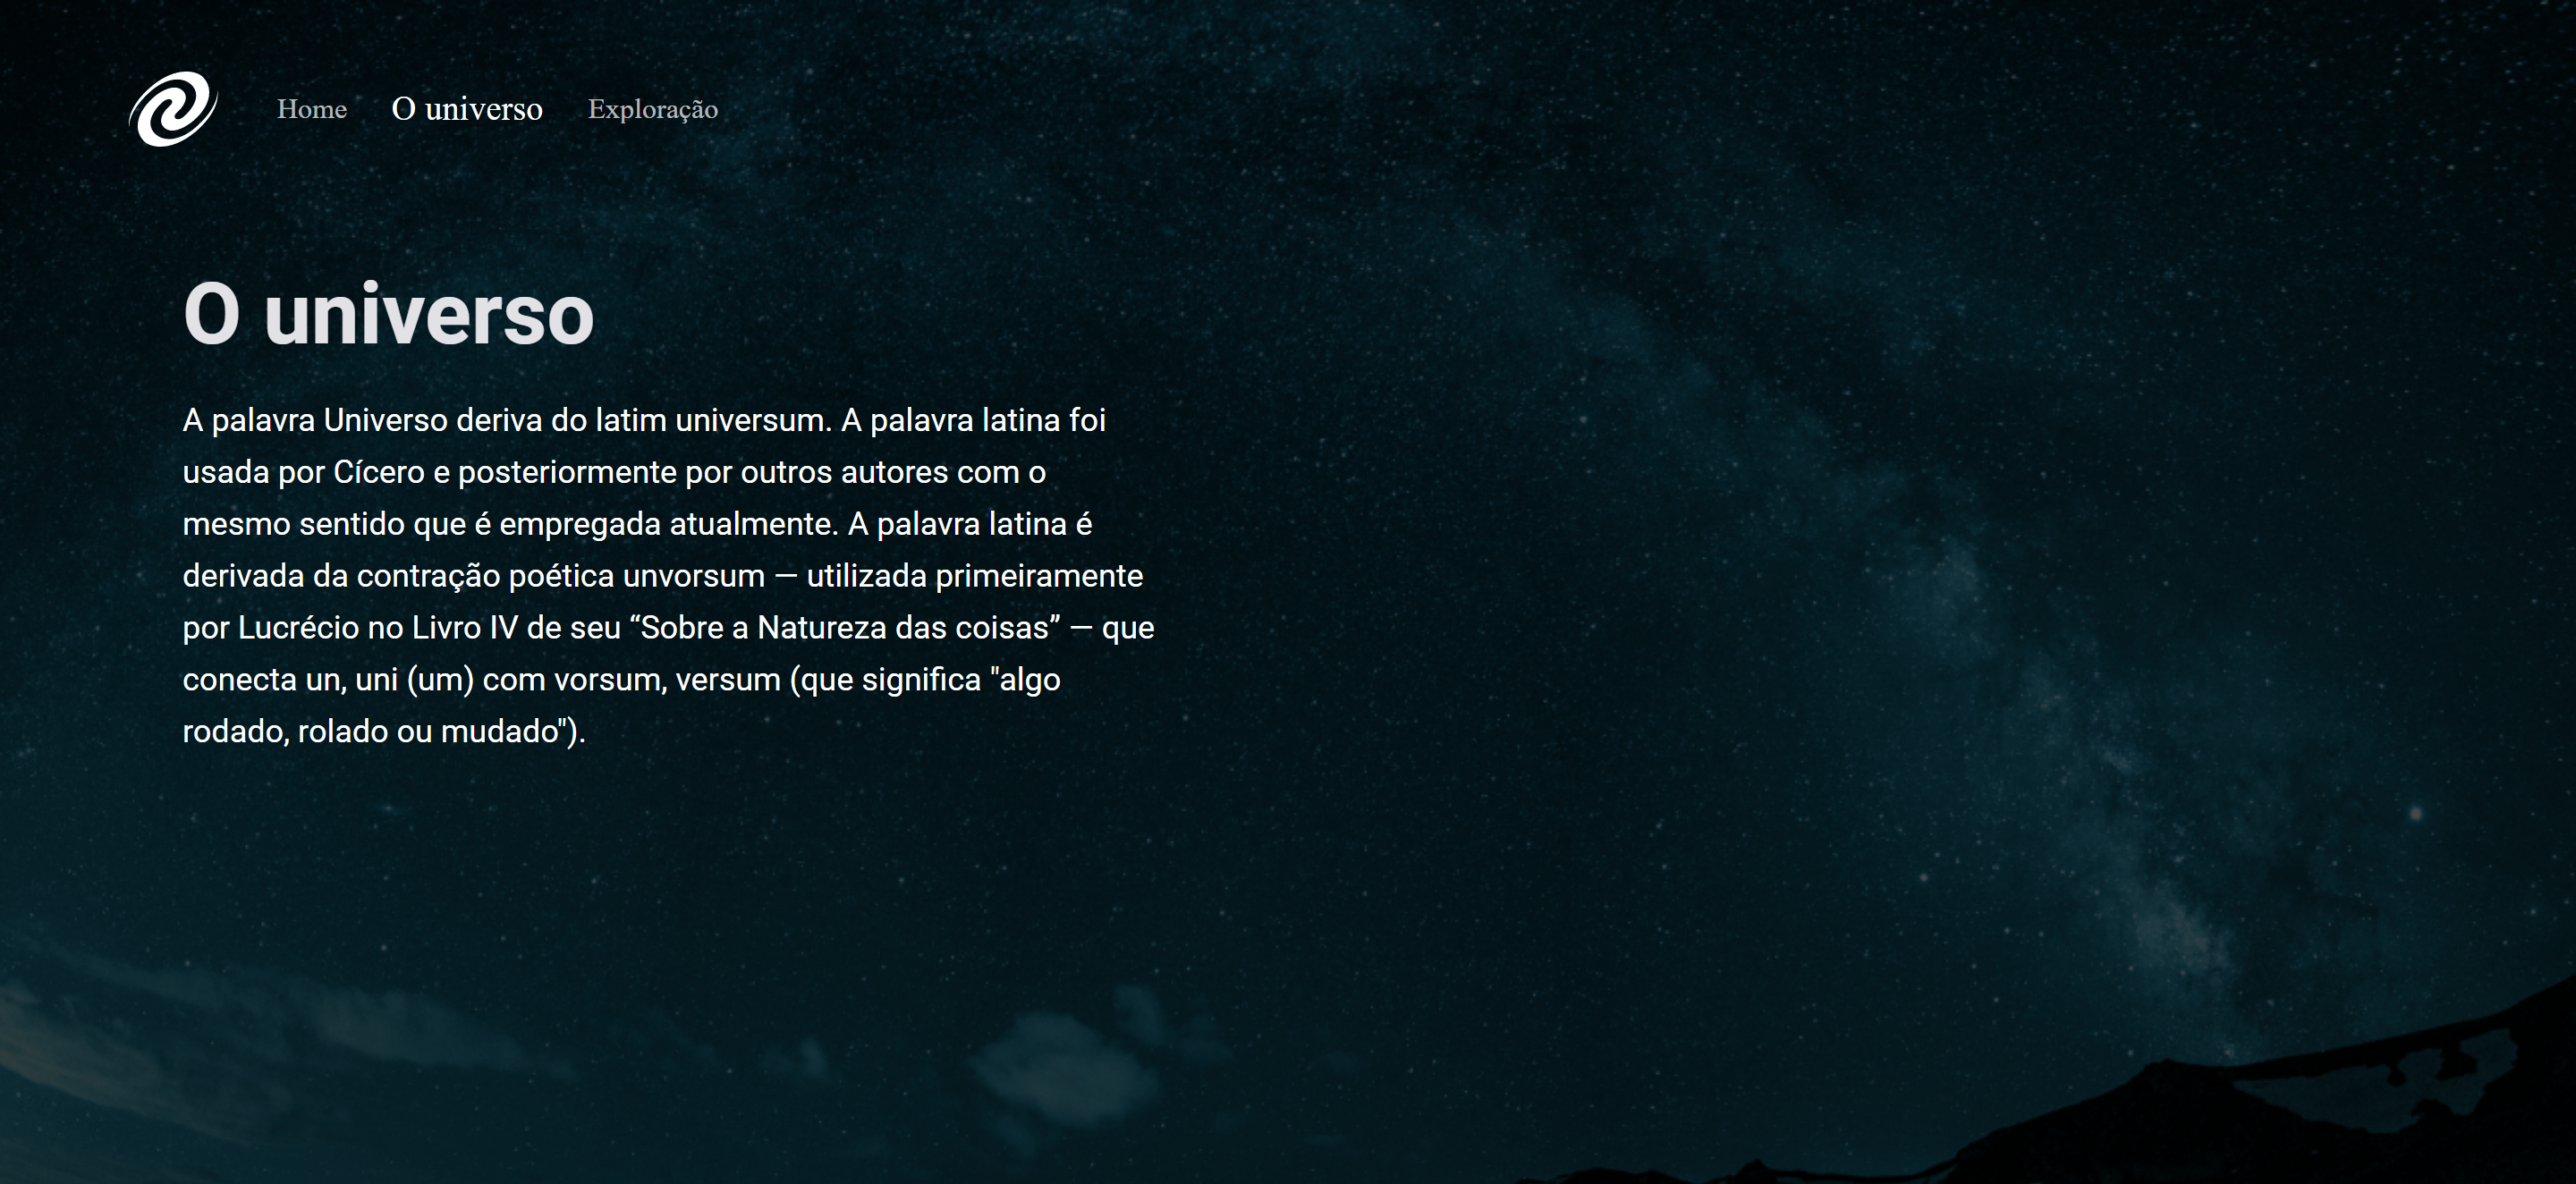 Home O universo Exploração
O universo
A palavra Universo deriva do latim universum. A palavra latina foi
usada por Cícero e posteriormente por outros autores com o
mesmo sentido que é empregada atualmente. A palavra latina é
derivada da contração poética unvorsum — utilizada primeiramente
por Lucrécio no Livro IV de seu “Sobre a Natureza das coisas” — que
conecta un, uni (um) com vorsum, versum (que significa "algo
rodado, rolado ou mudado").